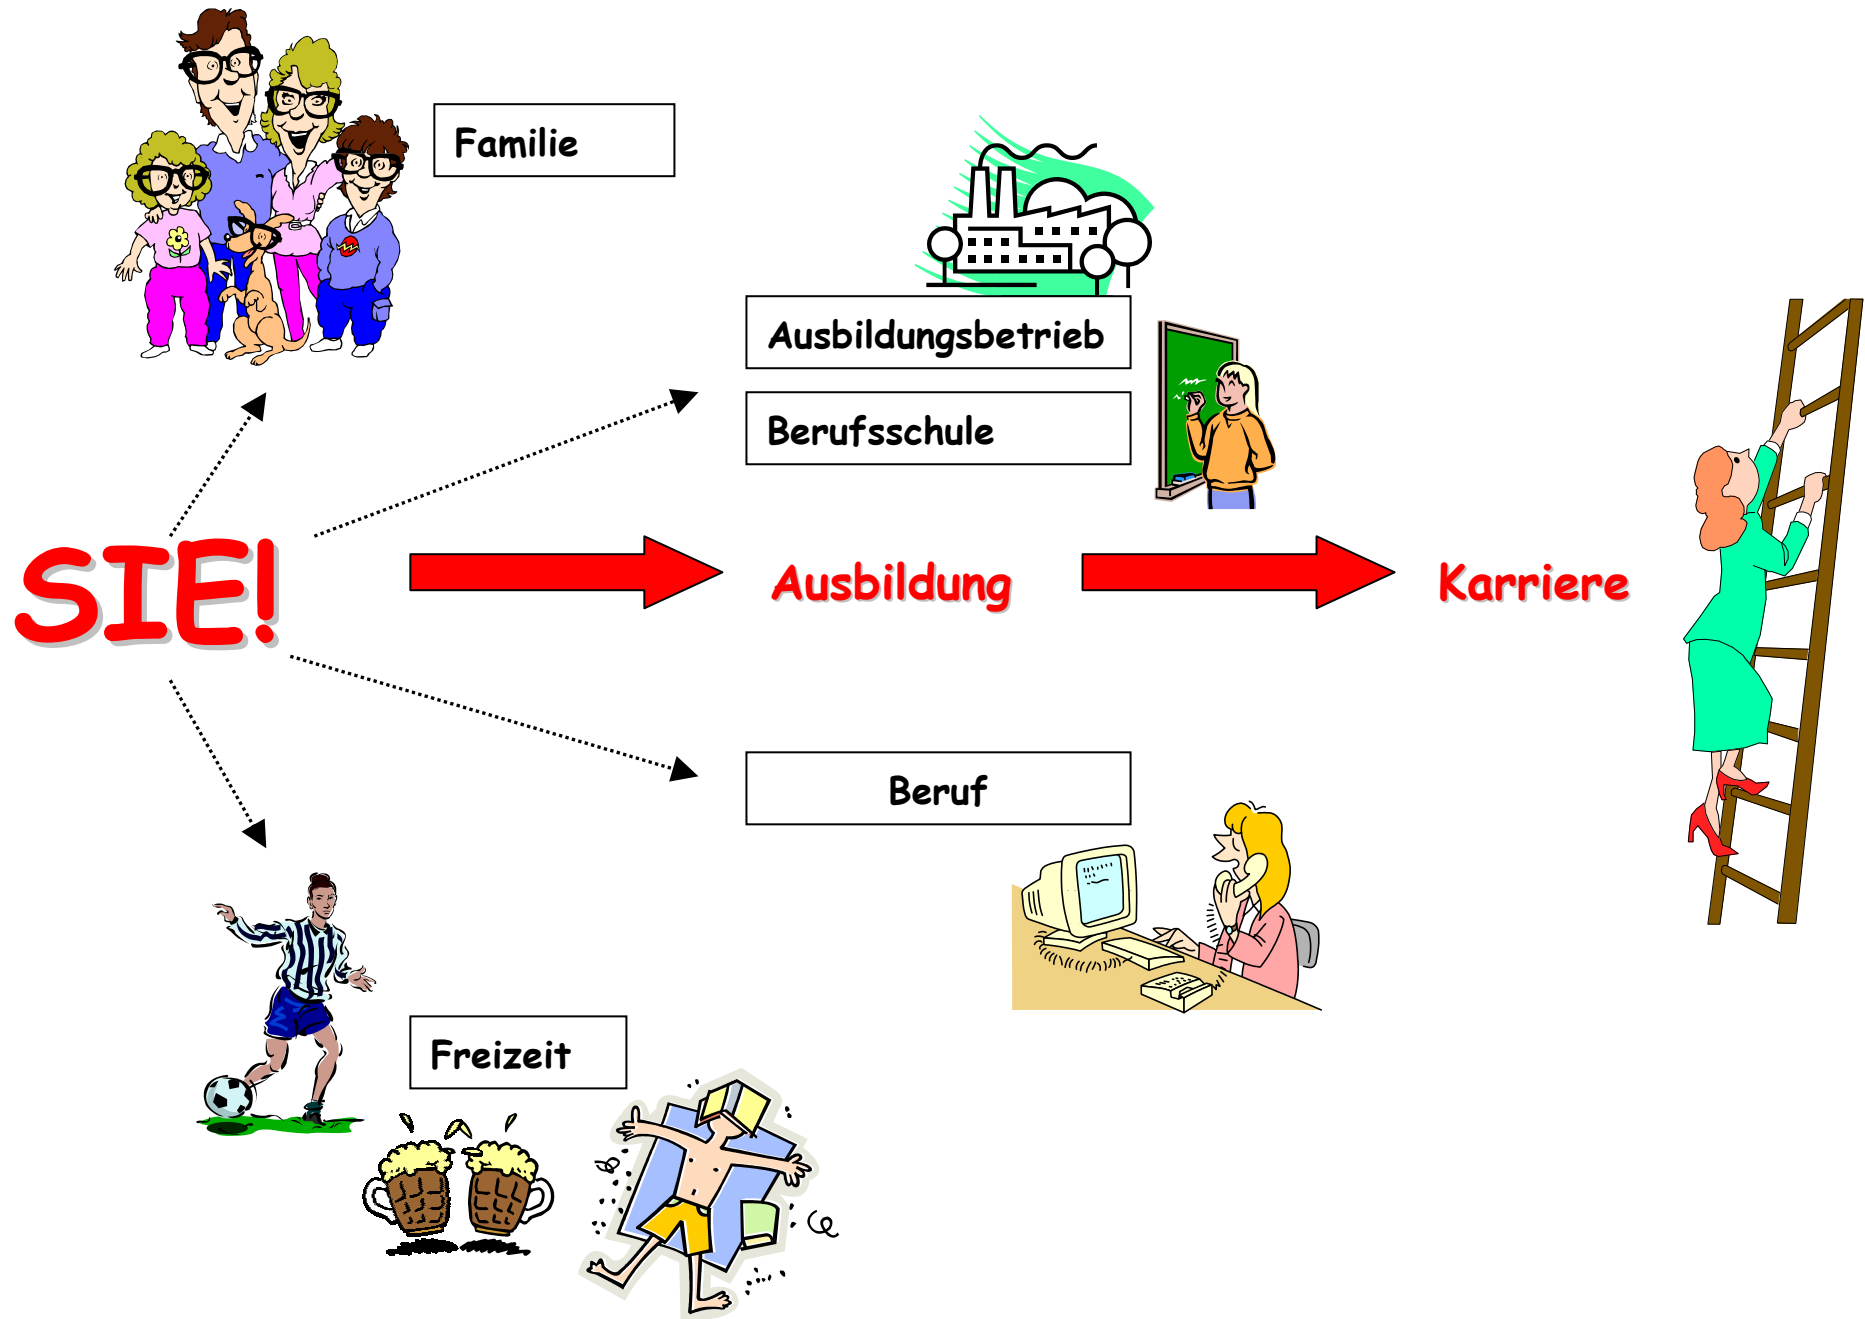 Familie
Ausbildungsbetrieb
Berufsschule
SIE!
Ausbildung
Karriere
Beruf
Freizeit